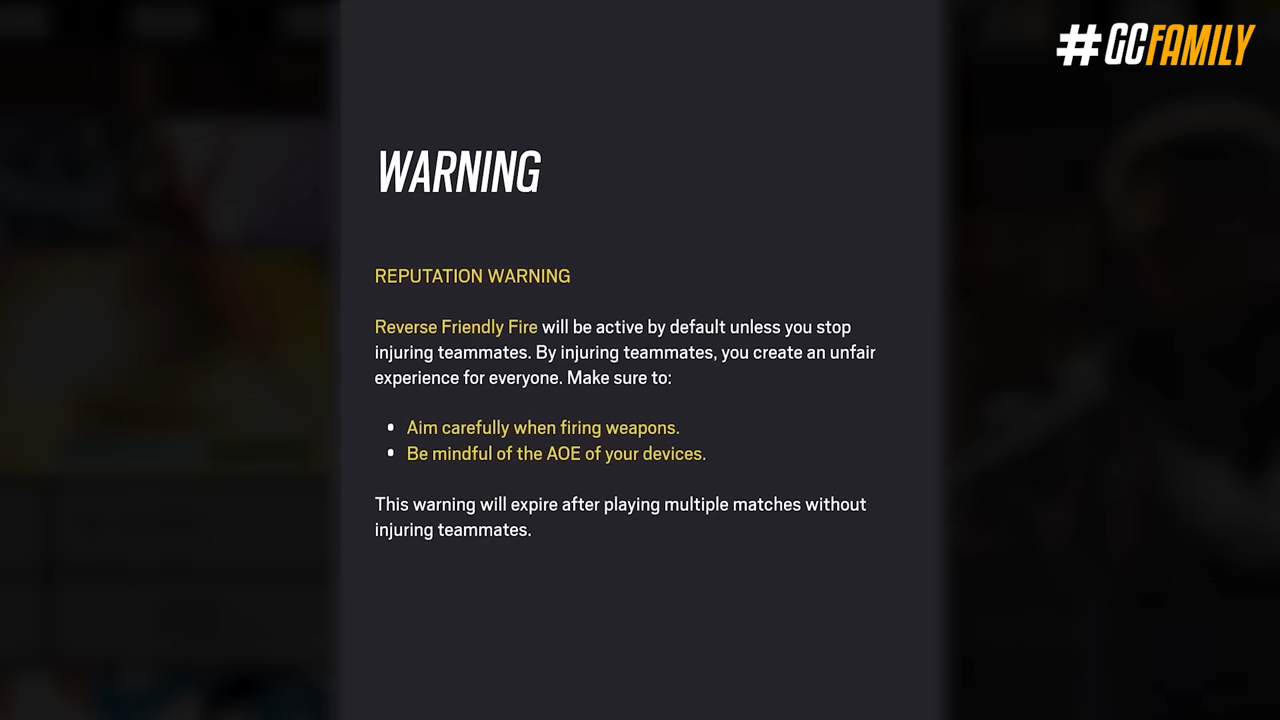 #GCFAMILY
WARNING
REPUTATION WARNING
Reverse Friendly Fire will be active by default unless you stop
injuring teammates. By injuring teammates, you create an unfair
experience for everyone. Make sure to:
• Aim carefully when firing weapons.
• Be mindful of the AOE of your devices.
This warning will expire after playing multiple matches without
injuring teammates.